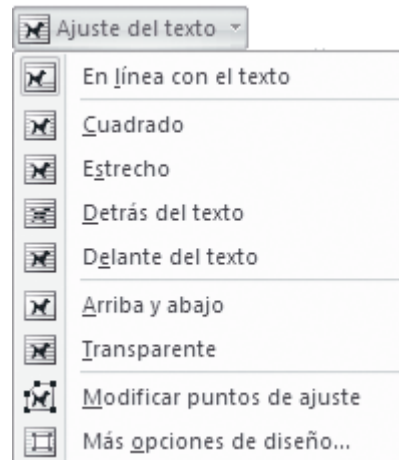 Ajuste del texto
En línea con el texto
Cuadrado
Estrecho
Detrás del texto
Delante del texto
Arriba y abajo
Transparente
Modificar puntos de ajuste
Más opciones de diseño...